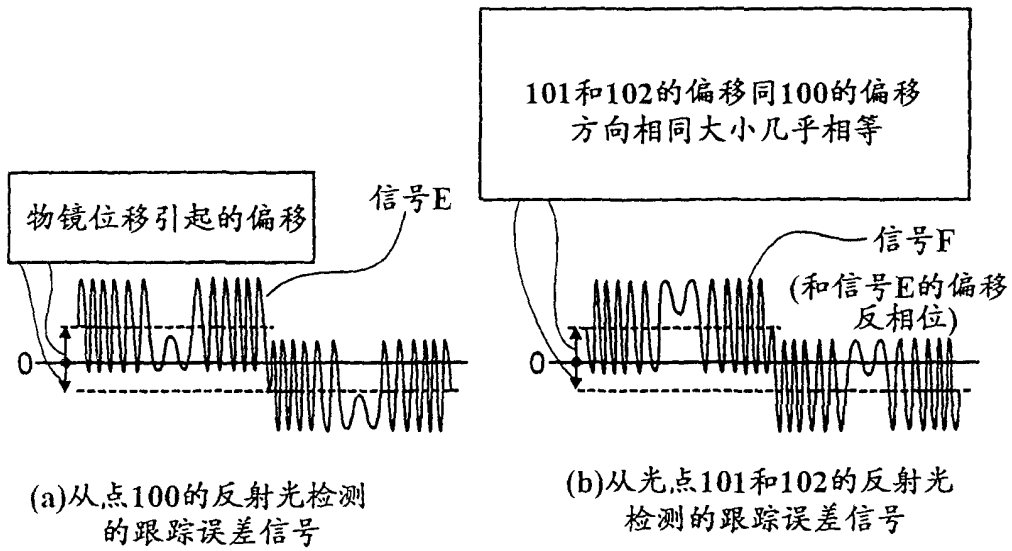 101和102的偏移同100的偏移
方向相同大小几乎相等
物镜位移引起的偏移
信号E
信号F
(和信号E的偏移
反相位)
0
0
(a)从点100的反射光检测
的跟踪误差信号
(b)从光点101和102的反射光
检测的跟踪误差信号